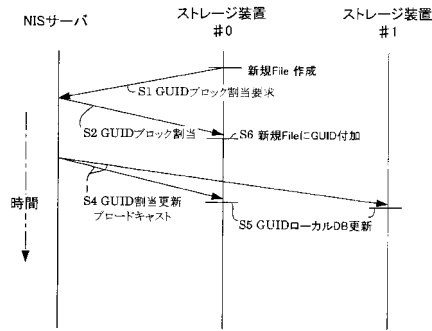 NISサーバ
ストレージ装置
#0
ストレージ装置
#1
新規File 作成
S1 GUIDブロック割当要求
S2 GUIDブロック割当
S6 新規FileにGUID付加
時間
S4 GUID割当更新
ブロードキャスト
S5 GUIDローカルDB更新